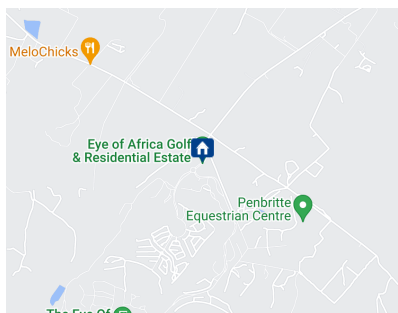 MeloChicks
Eye of Africa Golf
& Residential Estate
Penbritte
Equestrian Centre
The Eye Of